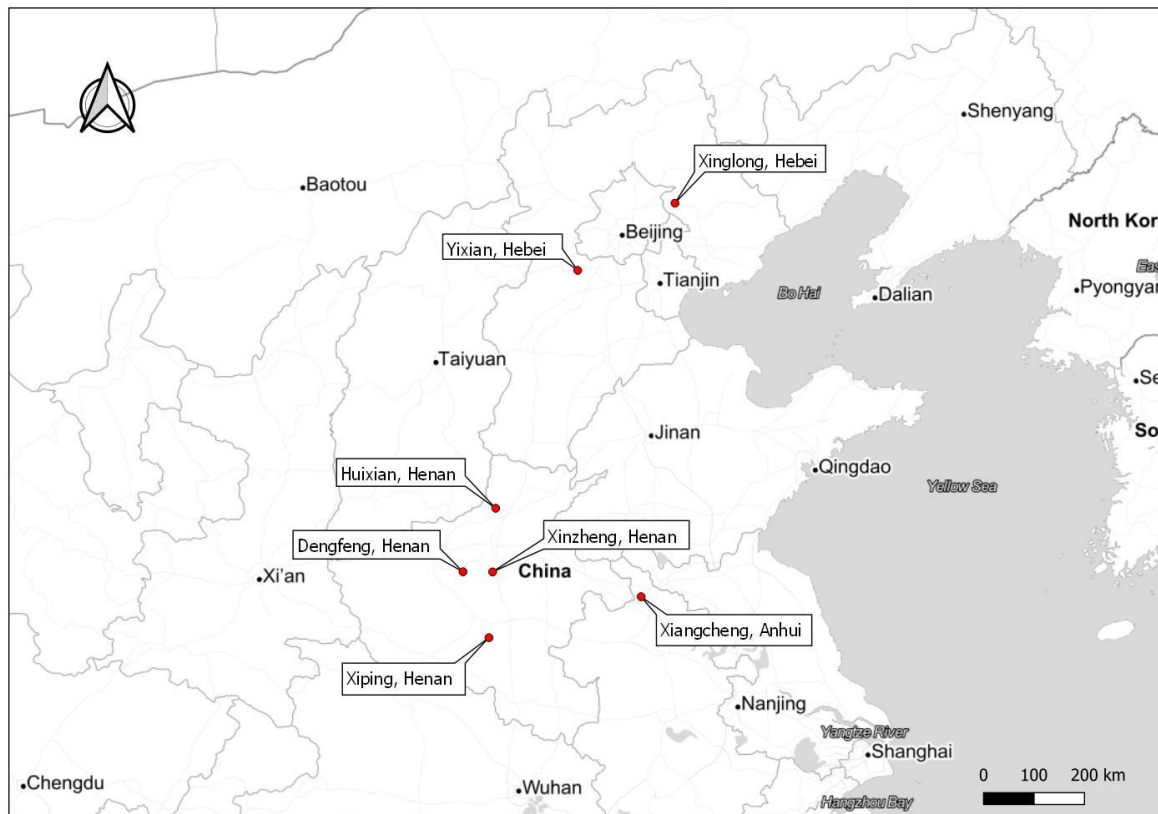 Shenyang
Xinglong, Hebei
Baotou
North Kor
Beijing
Yixian, Hebei
Eas
Tianjin
Pyongyan
Bo Hai
Dalian
Taiyuan
Se
So
Jinan
Huixian, Henan
Qingdao
Yellow Sea
Dengfeng, Henan
Xinzheng, Henan
China
Xi'an
Xiangcheng, Anhui
Xiping, Henan
Nanjing
Yangtze River
Shanghai
Chengdu
Wuhan
0 100 200 km
Hangzhou Bay